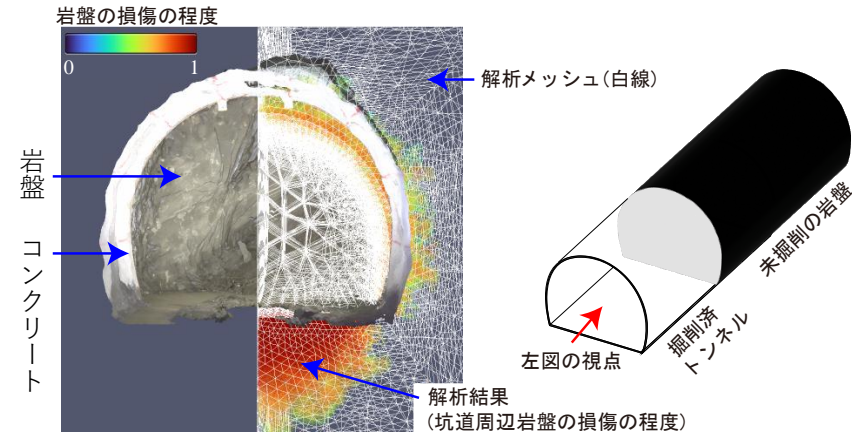 岩盤の損傷の程度
0 1
解析メッシュ(白線)
岩盤
コンクリート
解析結果
(坑道周辺岩盤の損傷の程度)
左図の視点
掘削済
トンネル
未掘削の岩盤